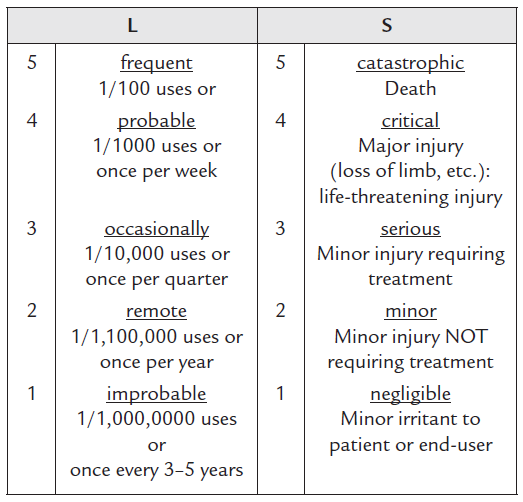 L S
5 frequent 5 catastrophic
1/100 uses or Death
4 probable 4 critical
1/1000 uses or Major injury
once per week (loss of limb, etc.):
life-threatening injury
3 occasionally 3 serious
1/10,000 uses or Minor injury requiring
once per quarter treatment
2 remote 2 minor
1/1,100,000 uses or Minor injury NOT
once per year requiring treatment
1 improbable 1 negligible
1/1,000,0000 uses Minor irritant to
or patient or end-user
once every 3–5 years